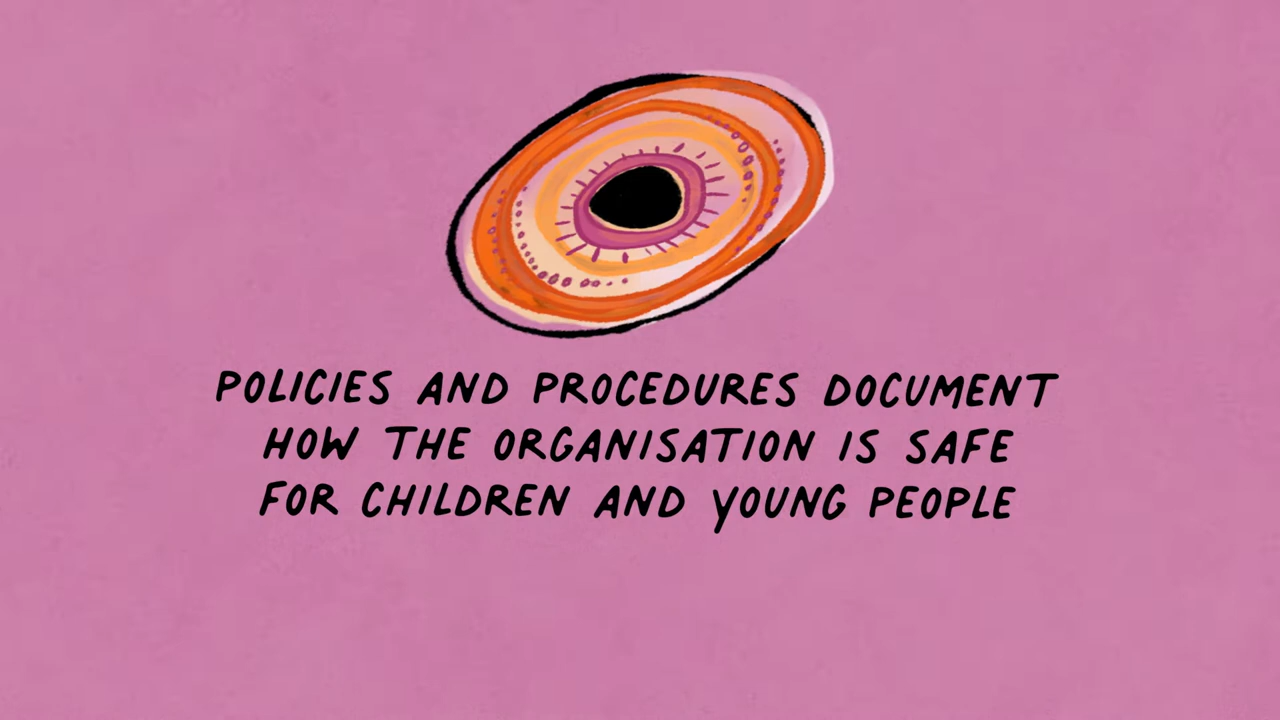 POLICIES AND PROCEDURES DOCUMENT
HOW THE ORGANISATION IS SAFE
FOR CHILDREN AND YOUNG PEOPLE